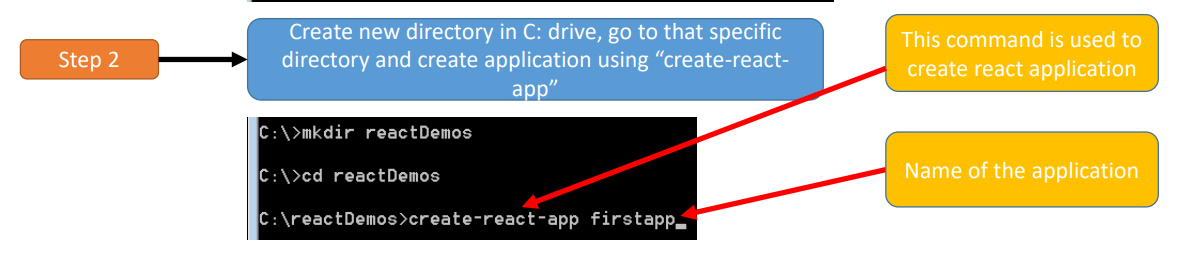 Step 2
Create new directory in C: drive, go to that specific
directory and create application using “create-react-
app”
This command is used to
create react application
C:\>mkdir reactDemos
C:\>cd reactDemos
Name of the application
C:\reactDemos>create-react-app firstapp_